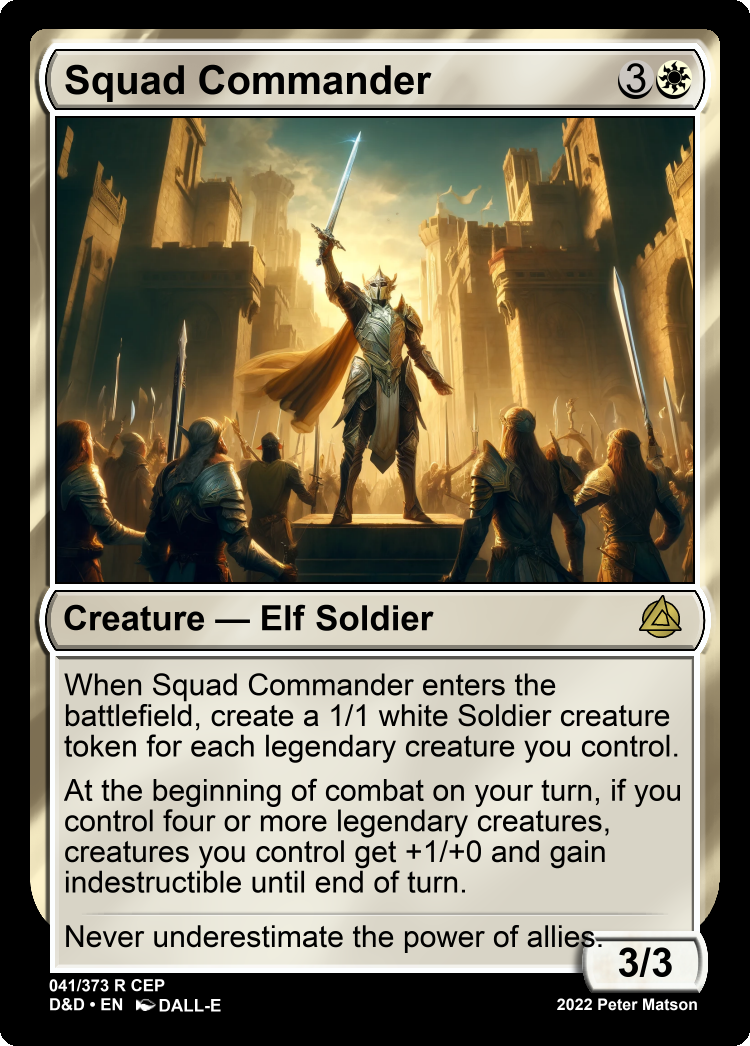 Squad Commander 3
Creature — Elf Soldier
When Squad Commander enters the
battlefield, create a 1/1 white Soldier creature
token for each legendary creature you control.
At the beginning of combat on your turn, if you
control four or more legendary creatures,
creatures you control get +1/+0 and gain
indestructible until end of turn.
Never underestimate the power of allies.
3/3
041/373 R CEP
D&D • EN DALL-E
2022 Peter Matson